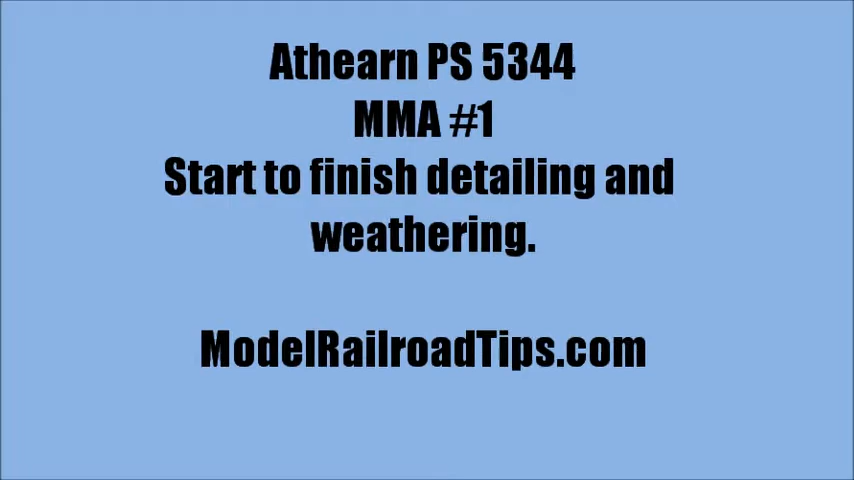 Athearn PS 5344
MMA #1
Start to finish detailing and
weathering.
ModelRailroadTips.com